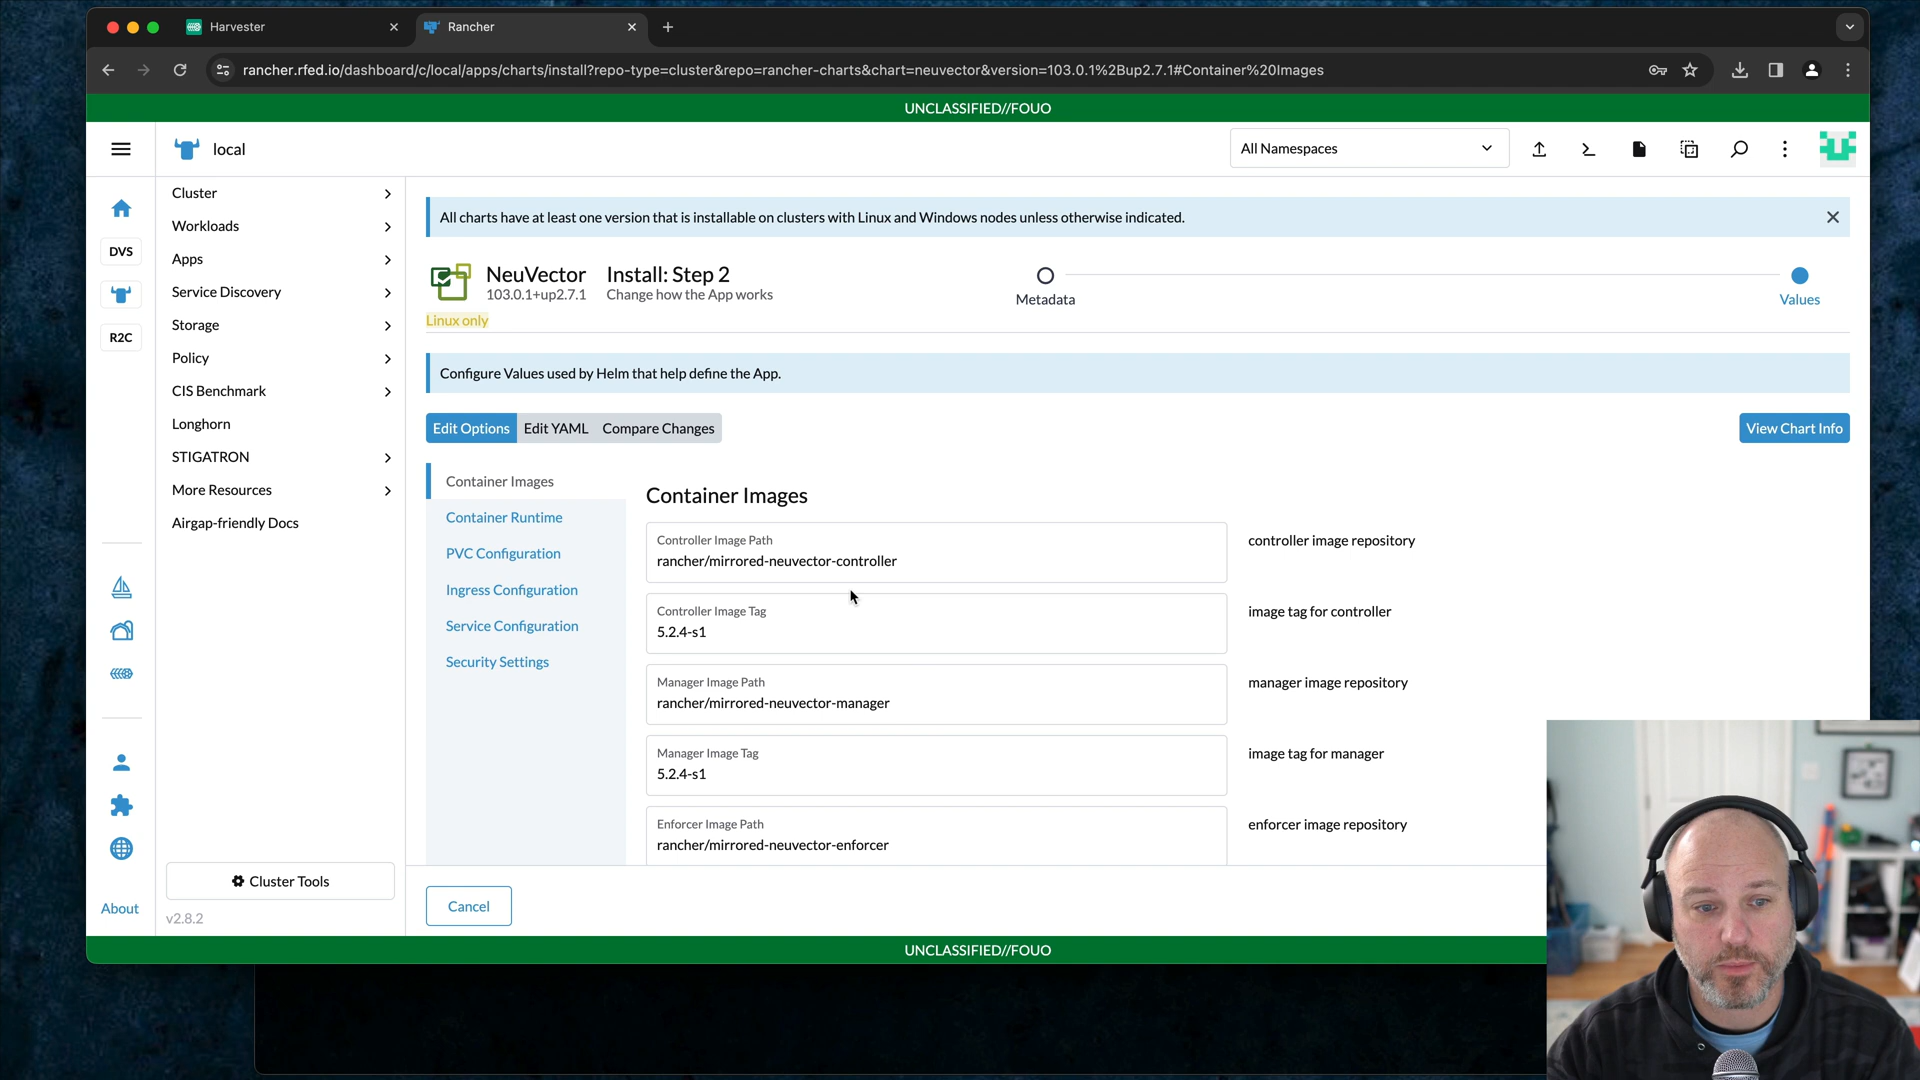 Harvester
Rancher
rancher.rfed.io/dashboard/c/local/apps/charts/install?repo-type=cluster&repo=rancher-charts&chart=neuvector&version=103.0.1%2Bup2.7.1#Container%20Images
UNCLASSIFIED//FOUO
local
All Namespaces
DVS
R2C
About
Cluster
Workloads
Apps
Service Discovery
Storage
Policy
CIS Benchmark
Longhorn
STIGATRON
More Resources
Airgap-friendly Docs
Cluster Tools
v2.8.2
All charts have at least one version that is installable on clusters with Linux and Windows nodes unless otherwise indicated.
NeuVector
103.0.1+up2.7.1
Linux only
Install: Step 2
Change how the App works
Metadata
Values
Configure Values used by Helm that help define the App.
Edit Options
Edit YAML
Compare Changes
View Chart Info
Container Images
Container Runtime
PVC Configuration
Ingress Configuration
Service Configuration
Security Settings
Container Images
Controller Image Path
rancher/mirrored-neuvector-controller
controller image repository
Controller Image Tag
5.2.4-s1
image tag for controller
Manager Image Path
rancher/mirrored-neuvector-manager
manager image repository
Manager Image Tag
5.2.4-s1
image tag for manager
Enforcer Image Path
rancher/mirrored-neuvector-enforcer
enforcer image repository
Cancel
UNCLASSIFIED//FOUO